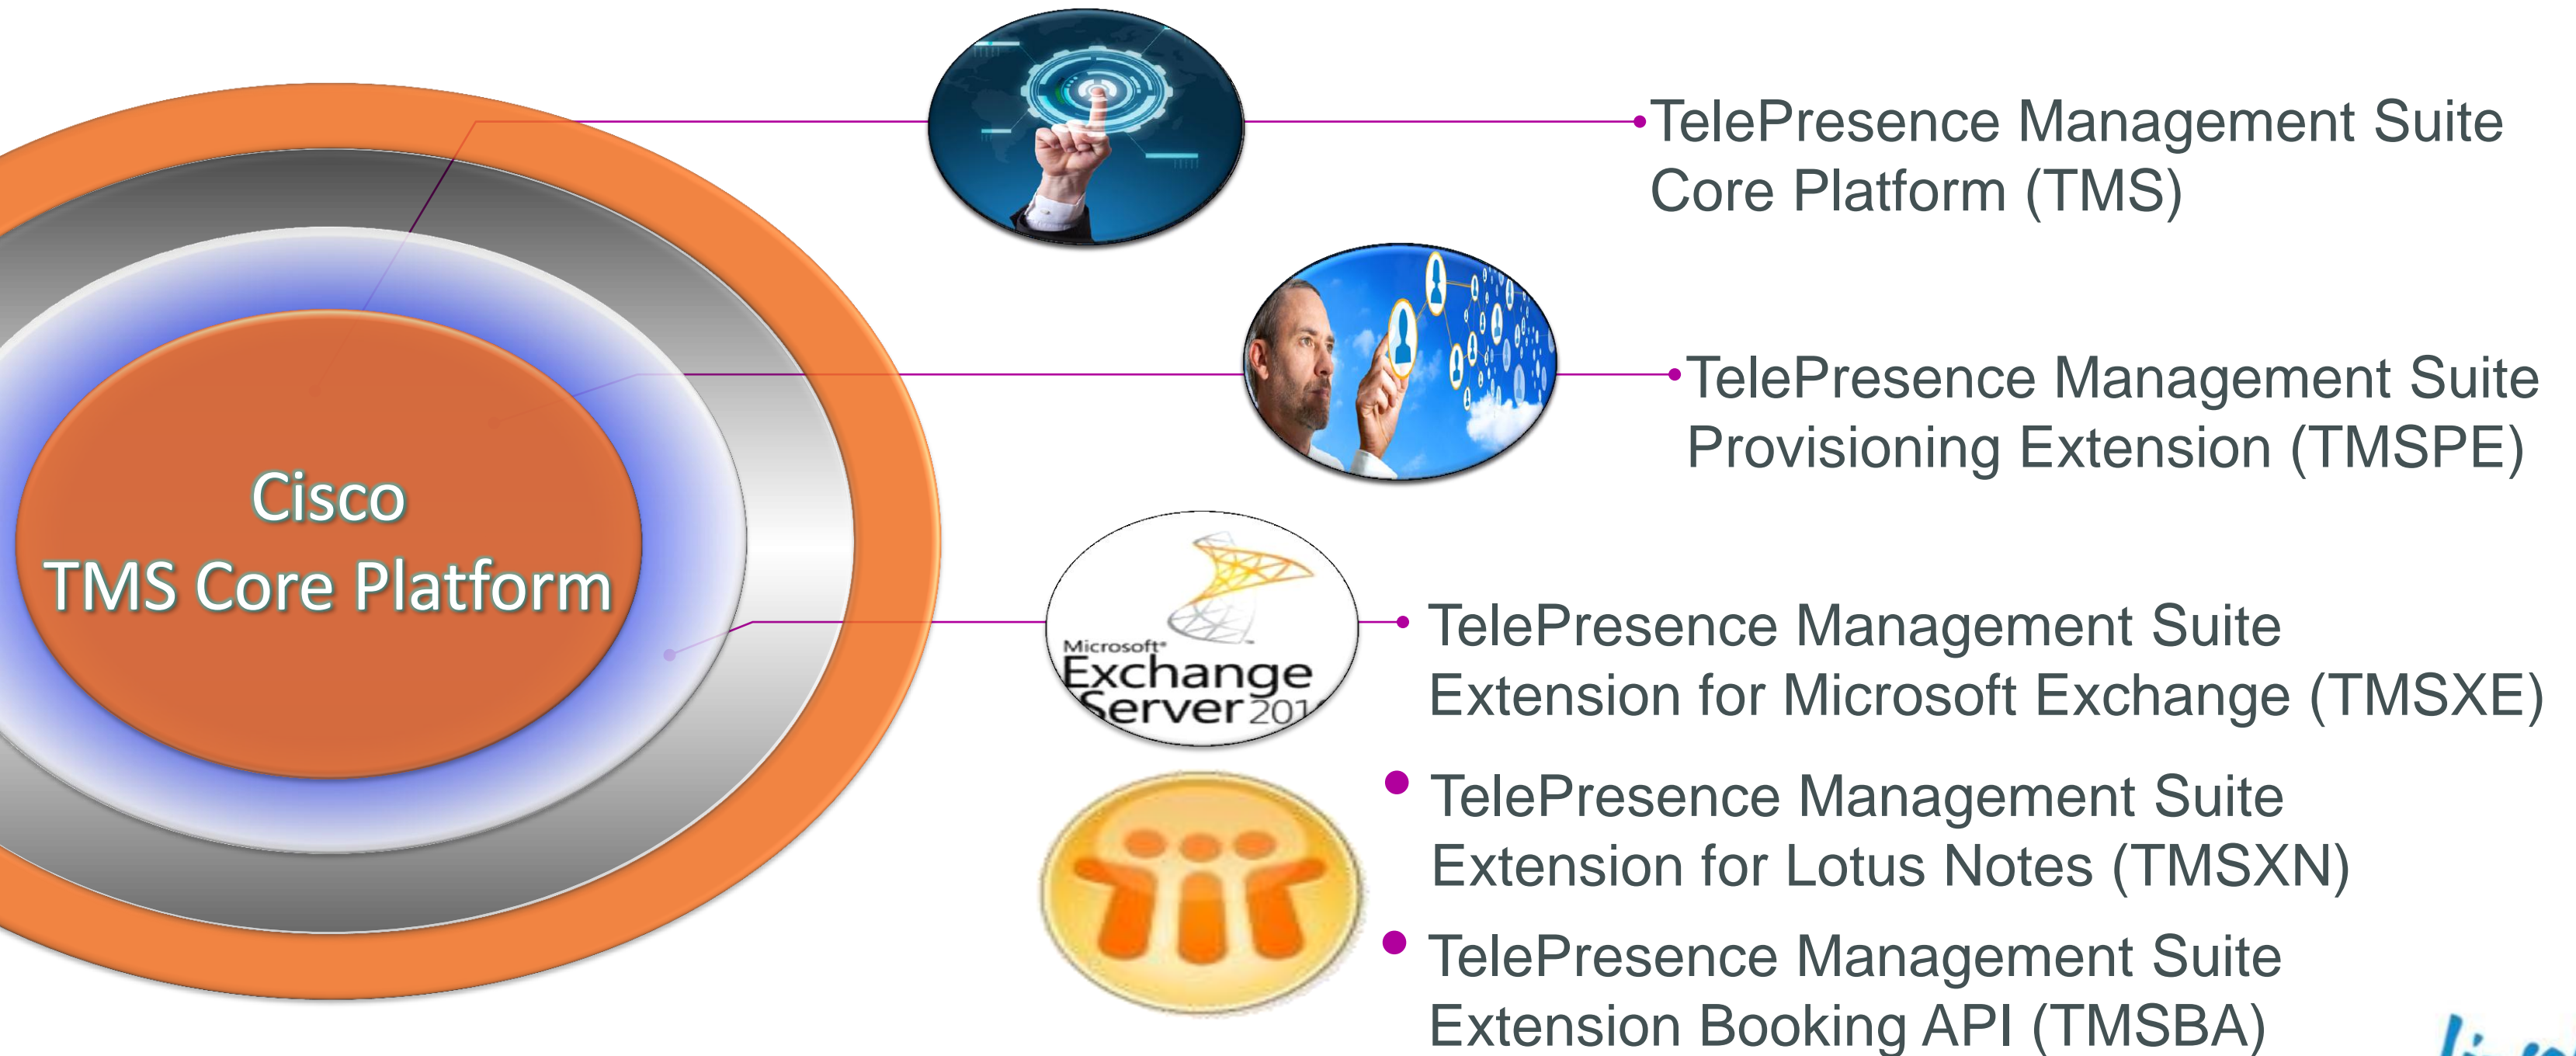 TelePresence Management Suite
Core Platform (TMS)
TelePresence Management Suite
Provisioning Extension (TMSPE)
Cisco
TMS Core Platform
Microsoft®
Exchange
Server 201
TelePresence Management Suite
Extension for Microsoft Exchange (TMSXE)
TelePresence Management Suite
Extension for Lotus Notes (TMSXN)
TelePresence Management Suite
Extension Booking API (TMSBA)